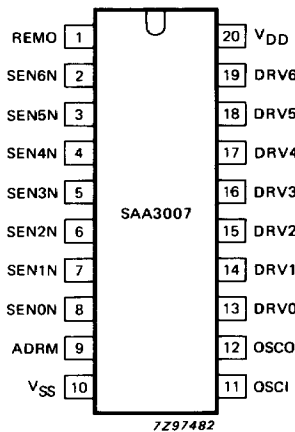 REMO 1 20 VDD
SEN6N 2 19 DRV6
SEN5N 3 18 DRV5
SEN4N 4 17 DRV4
SEN3N 5 16 DRV3
SAA3007
SEN2N 6 15 DRV2
SEN1N 7 14 DRV1
SEN0N 8 13 DRV0
ADRM 9 12 OSCO
VSS 10 11 OSCI
7Z97482